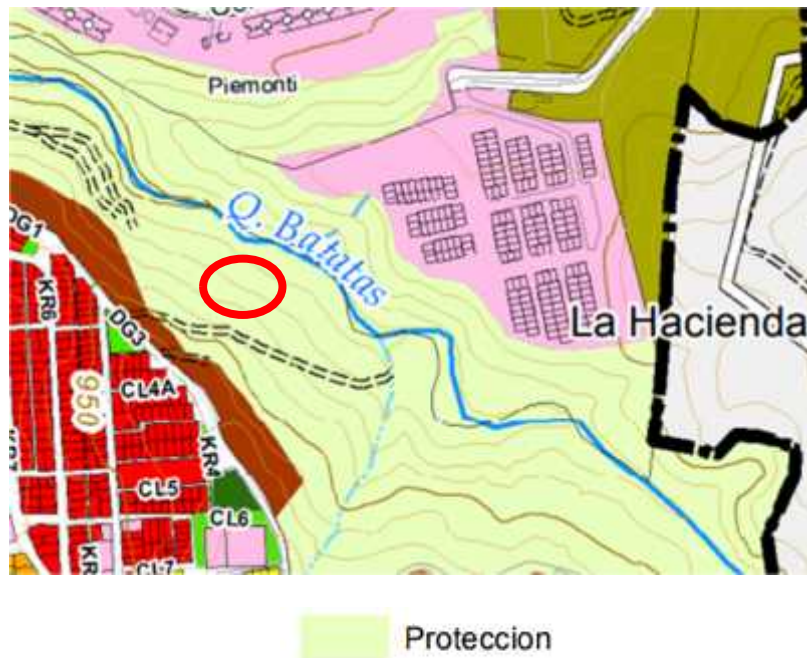 Piemonti
Q. Batatas
DG1
KR6
DG3
La Hacienda
950
CL4A
KR4
CL5
CL6
CL7
Proteccion